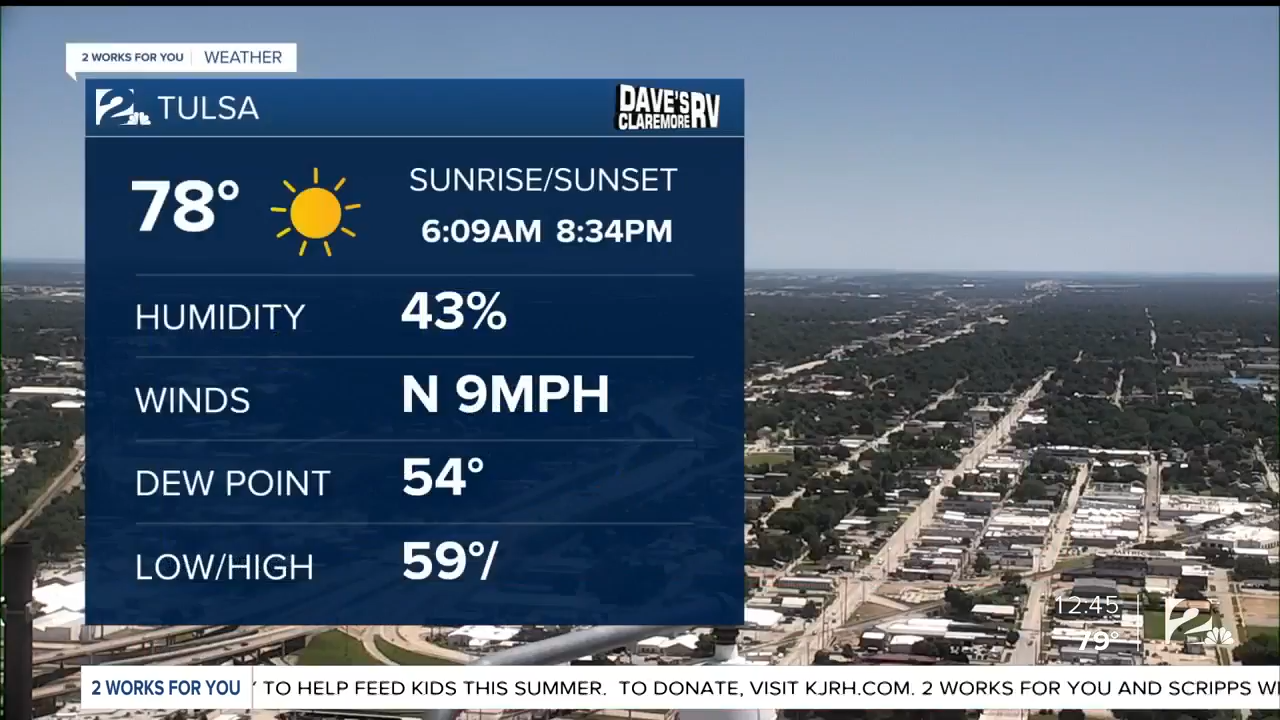 2 WORKS FOR YOU | WEATHER
2 TULSA
DAVE'S RV
CLAREMORE
78°
SUNRISE/SUNSET
6:09AM 8:34PM
HUMIDITY 43%
WINDS N 9MPH
DEW POINT 54°
LOW/HIGH 59°/
12:45
79°
2
2 WORKS FOR YOU TO HELP FEED KIDS THIS SUMMER. TO DONATE, VISIT KJRH.COM. 2 WORKS FOR YOU AND SCRIPPS